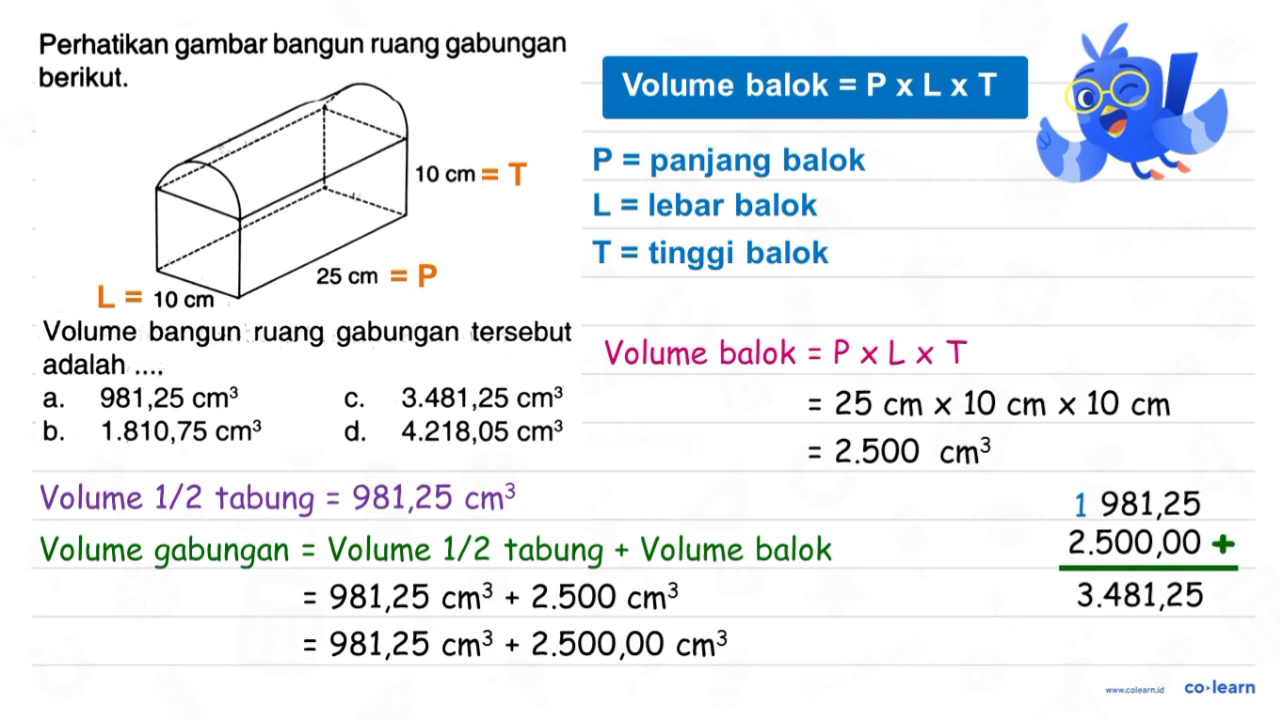 Perhatikan gambar bangun ruang gabungan
berikut.
10 cm = T
25 cm = P
L = 10 cm
Volume bangun ruang gabungan tersebut
adalah ....
a. 981,25 cm³ c. 3.481,25 cm³
b. 1.810,75 cm³ d. 4.218,05 cm³
Volume balok = P x L x T
P = panjang balok
L = lebar balok
T = tinggi balok
Volume balok = P x L x T
= 25 cm x 10 cm x 10 cm
= 2.500 cm³
Volume 1/2 tabung = 981,25 cm³
Volume gabungan = Volume 1/2 tabung + Volume balok
= 981,25 cm³ + 2.500 cm³
= 981,25 cm³ + 2.500,00 cm³
1 981,25
2.500,00 +
3.481,25
www.colearn.id co·learn